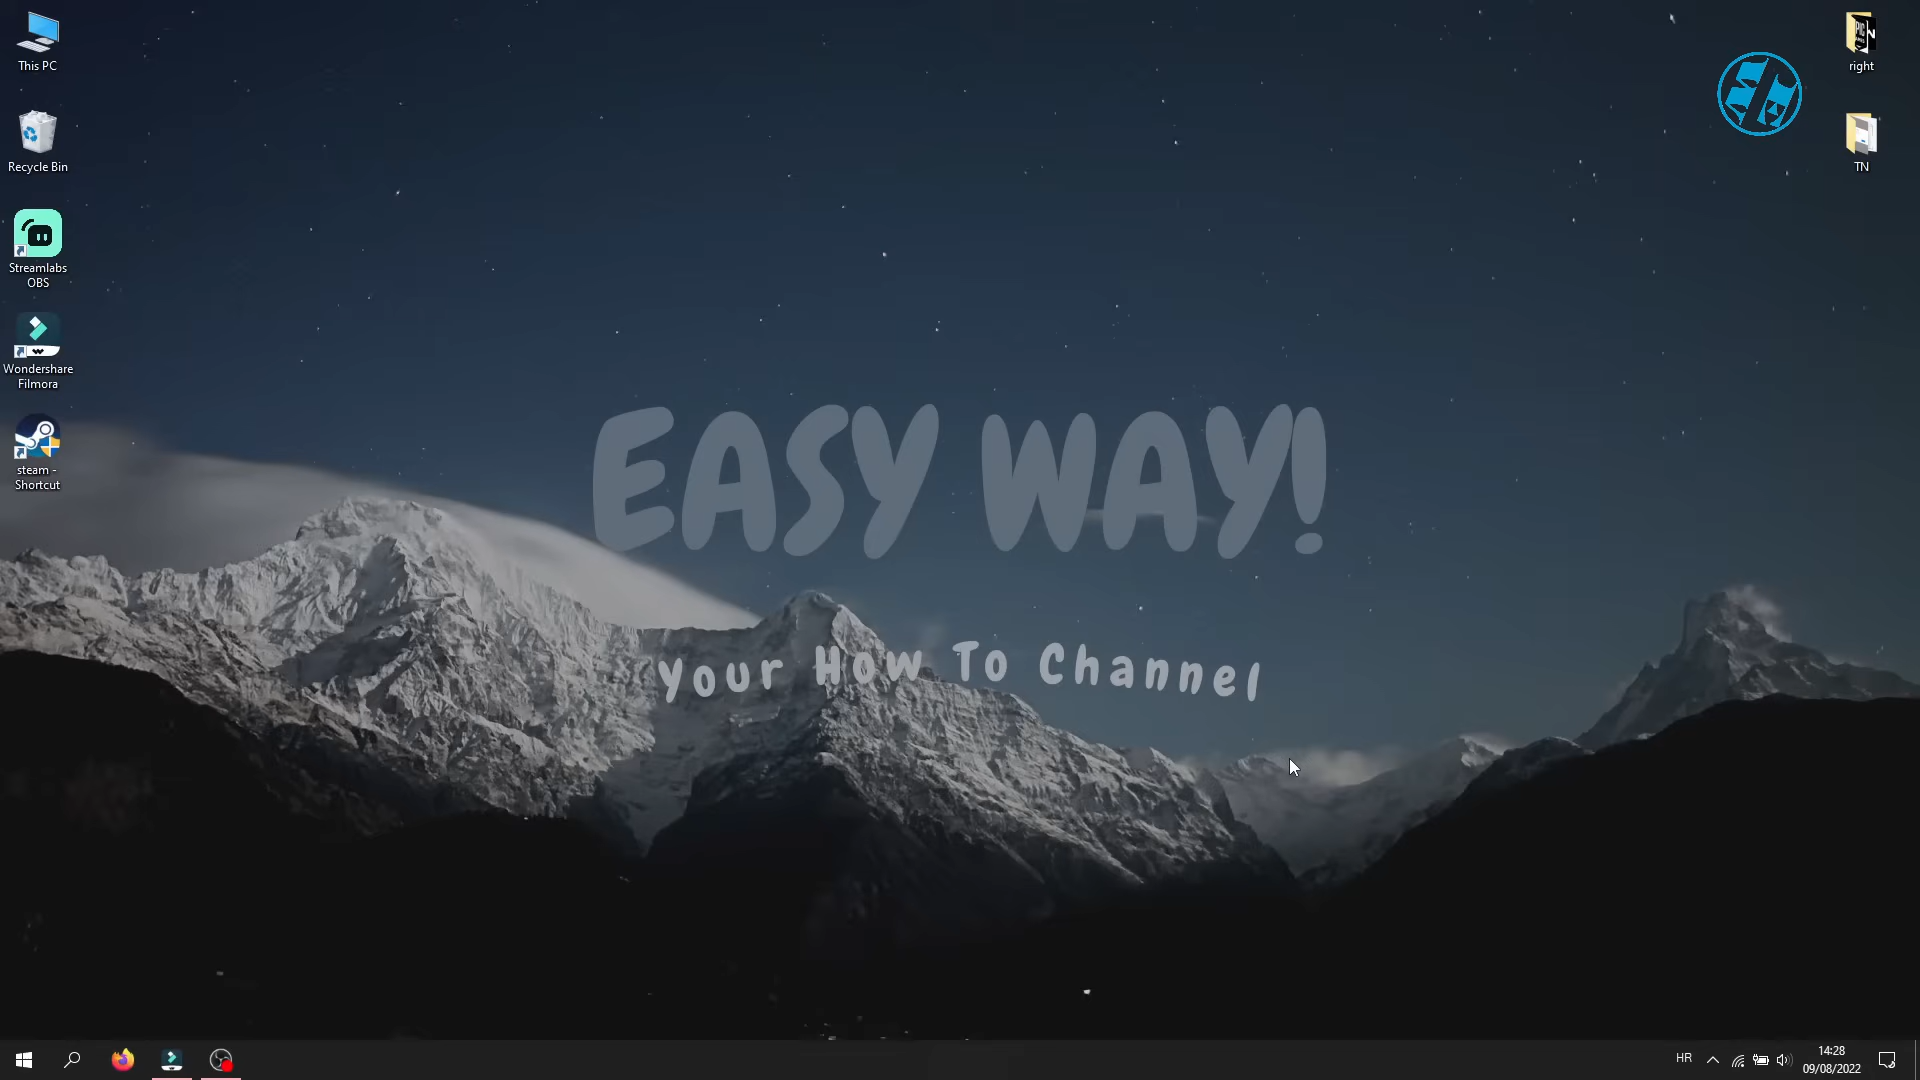 This PC
right
Recycle Bin
TN
Streamlabs
OBS
Wondershare
Filmora
steam -
Shortcut
EASY WAY!
Your How To Channel
HR
14:28
09/08/2022